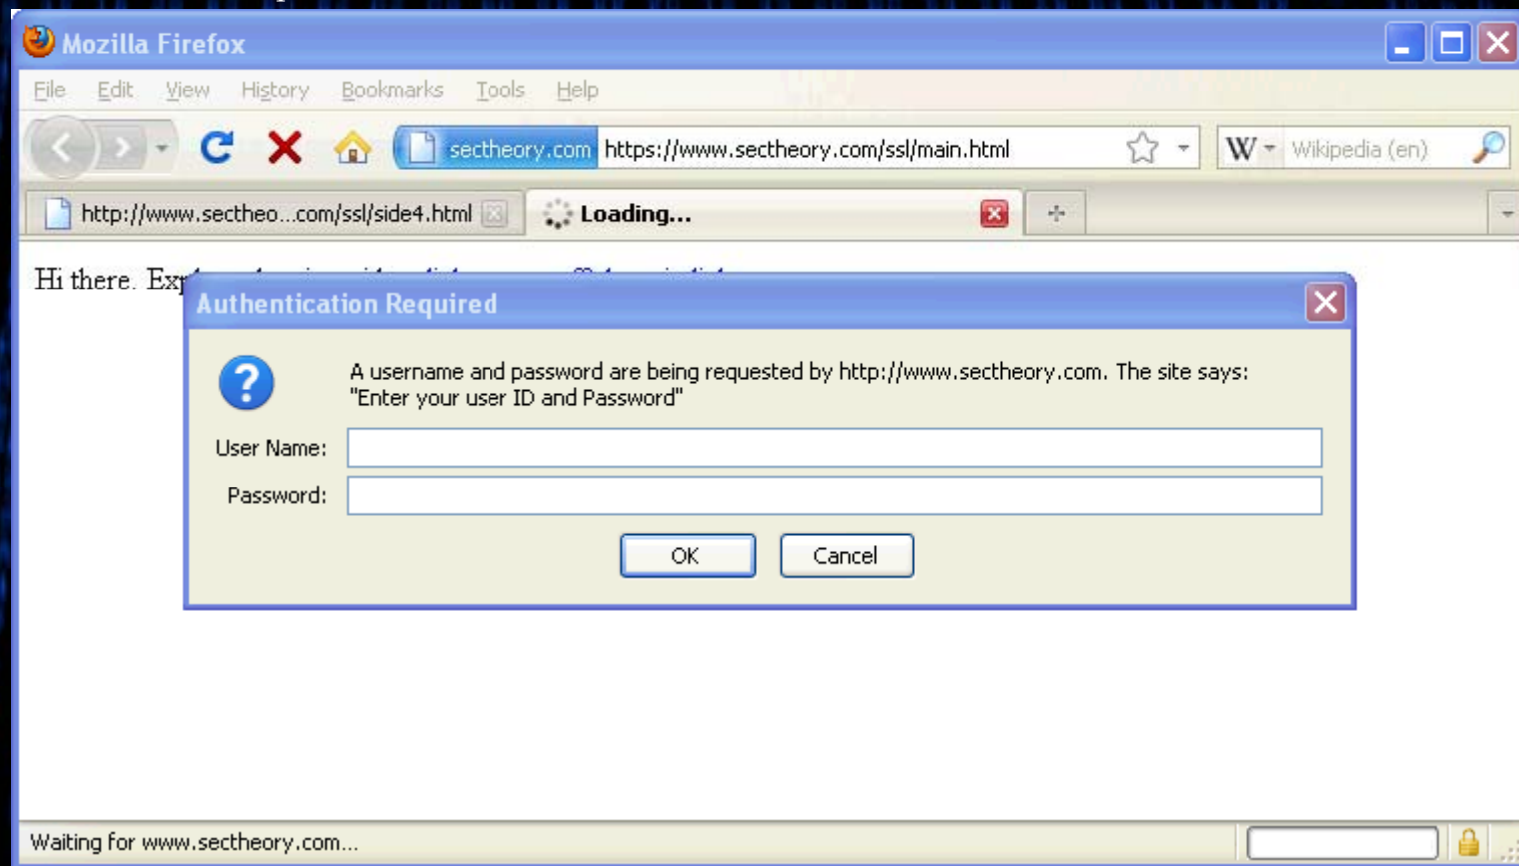 Mozilla Firefox
File Edit View History Bookmarks Tools Help
sectheory.com https://www.sectheory.com/ssl/main.html W Wikipedia (en)
http://www.sectheo...com/ssl/side4.html Loading...
Hi there.
Authentication Required
A username and password are being requested by http://www.sectheory.com. The site says:
"Enter your user ID and Password"
User Name:
Password:
OK Cancel
Waiting for www.sectheory.com...